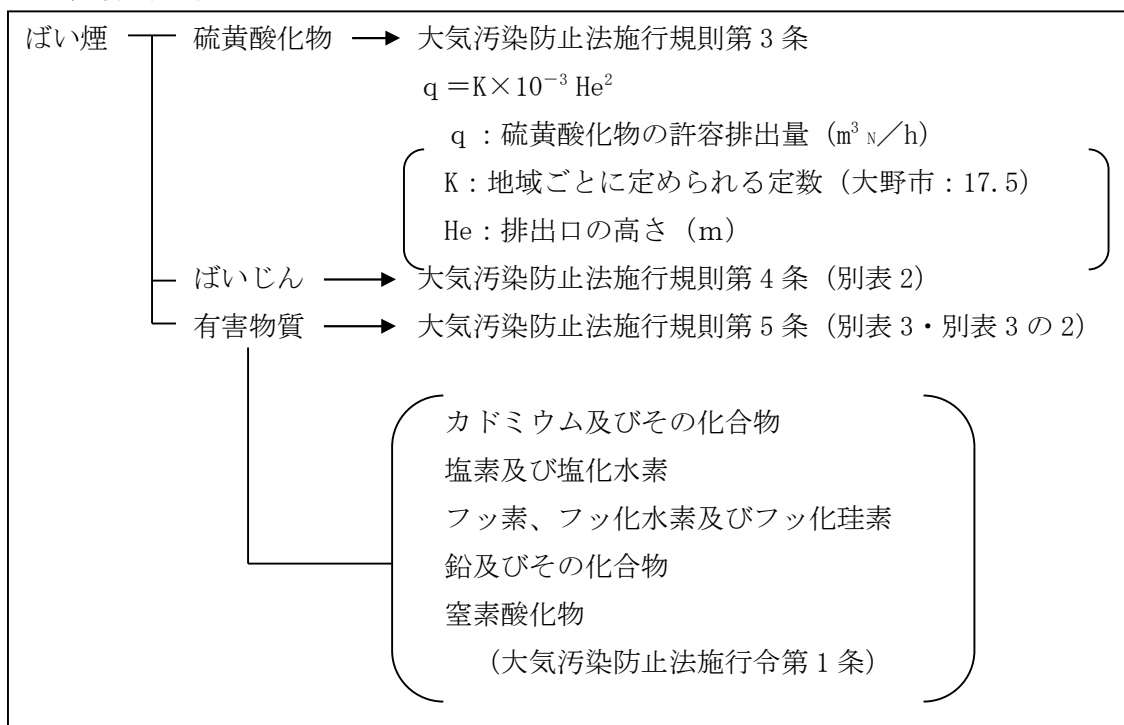 ばい煙 硫黄酸化物 大気汚染防止法施行規則第3条
q=K×10⁻³ He²
q:硫黄酸化物の許容排出量(m³N/h)
K:地域ごとに定められる定数(大野市:17.5)
He:排出口の高さ(m)
ばいじん 大気汚染防止法施行規則第4条(別表2)
有害物質 大気汚染防止法施行規則第5条(別表3・別表3の2)
カドミウム及びその化合物
塩素及び塩化水素
フッ素、フッ化水素及びフッ化珪素
鉛及びその化合物
窒素酸化物
(大気汚染防止法施行令第1条)